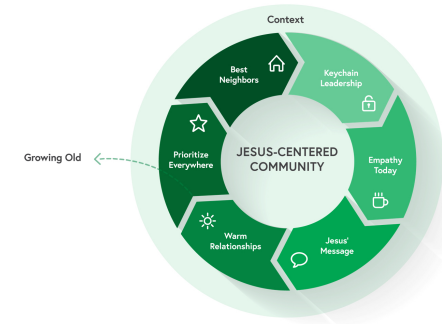 Context
Best
Neighbors
Keychain
Leadership
Growing Old
Prioritize
Everywhere
JESUS-CENTERED
COMMUNITY
Empathy
Today
Warm
Relationships
Jesus'
Message